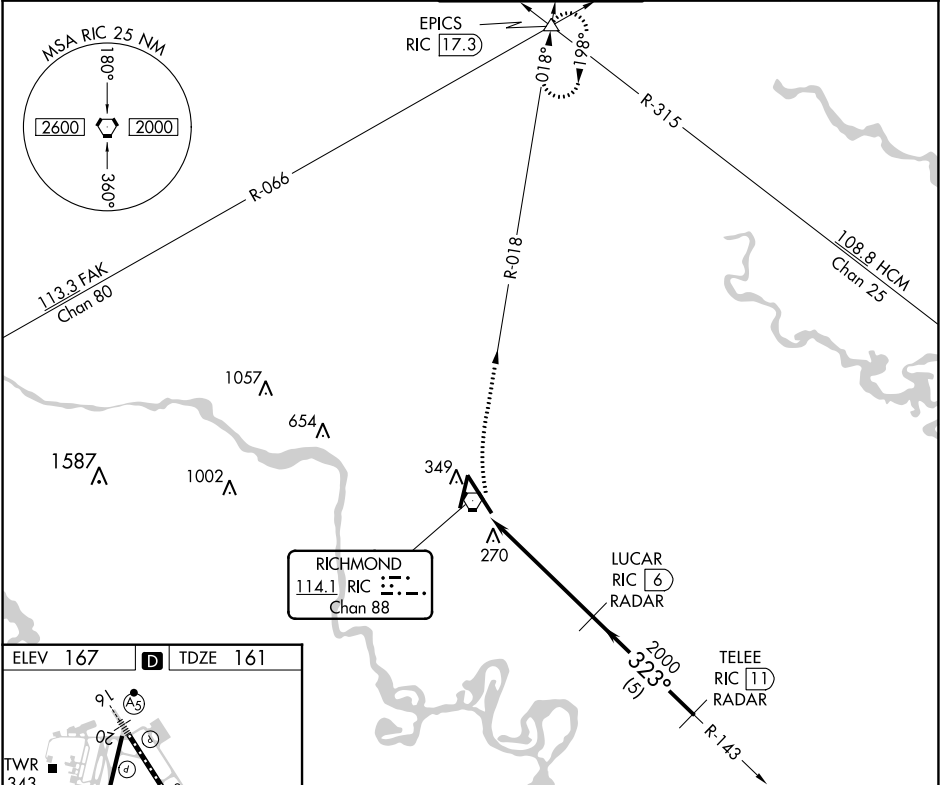 EPICS
RIC 17.3
MSA RIC 25 NM
180°
2600
2000
360°
018°
198°
R-315
R-066
R-018
113.3 FAK
Chan 80
108.8 HCM
Chan 25
1057
654
1587
1002
349
270
RICHMOND
114.1 RIC
Chan 88
LUCAR
RIC 6
RADAR
2000
323°
(5)
TELEE
RIC 11
RADAR
R-143
ELEV 167 D TDZE 161
16
A5
20
P
TWR
343